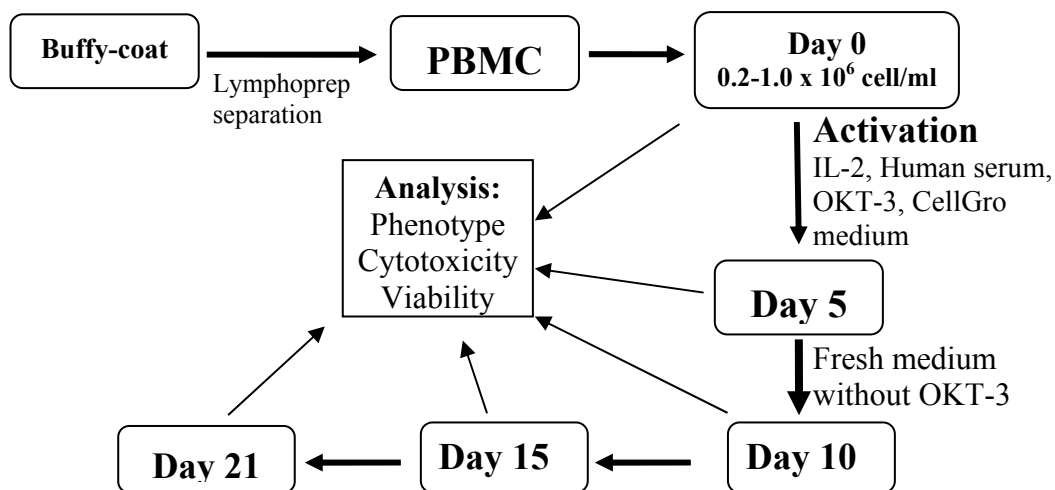 Buffy-coat
Lymphoprep
separation
PBMC
Day 0
0.2-1.0 x 10⁶ cell/ml
Activation
IL-2, Human serum,
OKT-3, CellGro
medium
Analysis:
Phenotype
Cytotoxicity
Viability
Day 5
Fresh medium
without OKT-3
Day 10
Day 15
Day 21